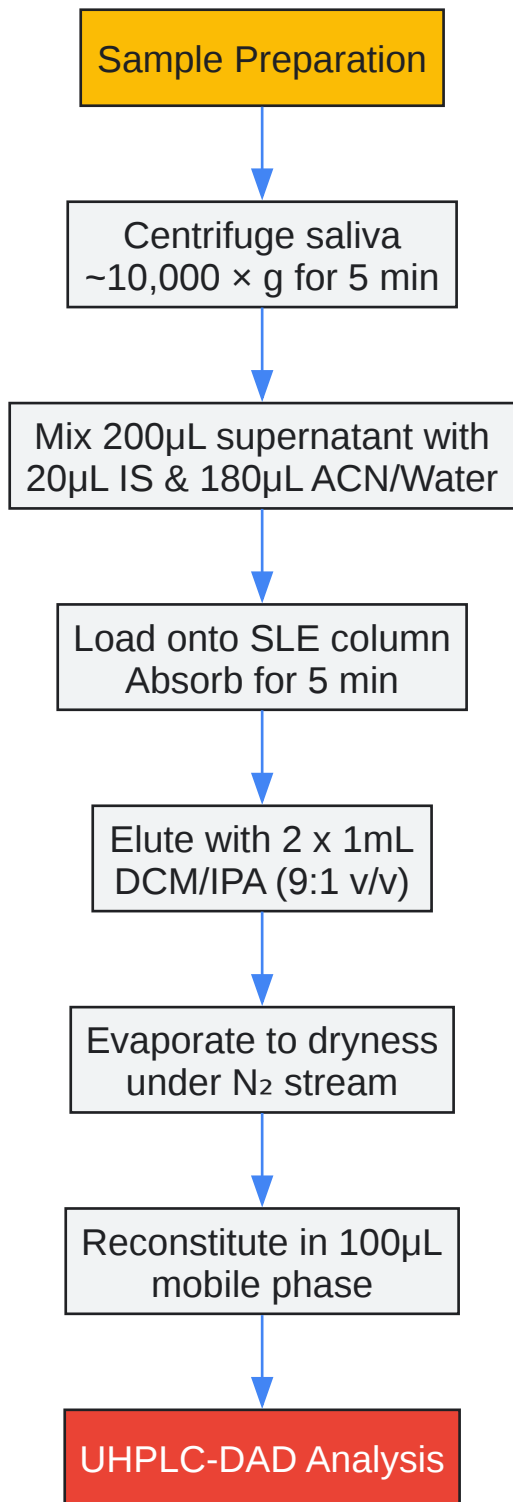 Sample Preparation
Centrifuge saliva
~10,000 × g for 5 min
Mix 200μL supernatant with
20μL IS & 180μL ACN/Water
Load onto SLE column
Absorb for 5 min
Elute with 2 x 1mL
DCM/IPA (9:1 v/v)
Evaporate to dryness
under N₂ stream
Reconstitute in 100μL
mobile phase
UHPLC-DAD Analysis